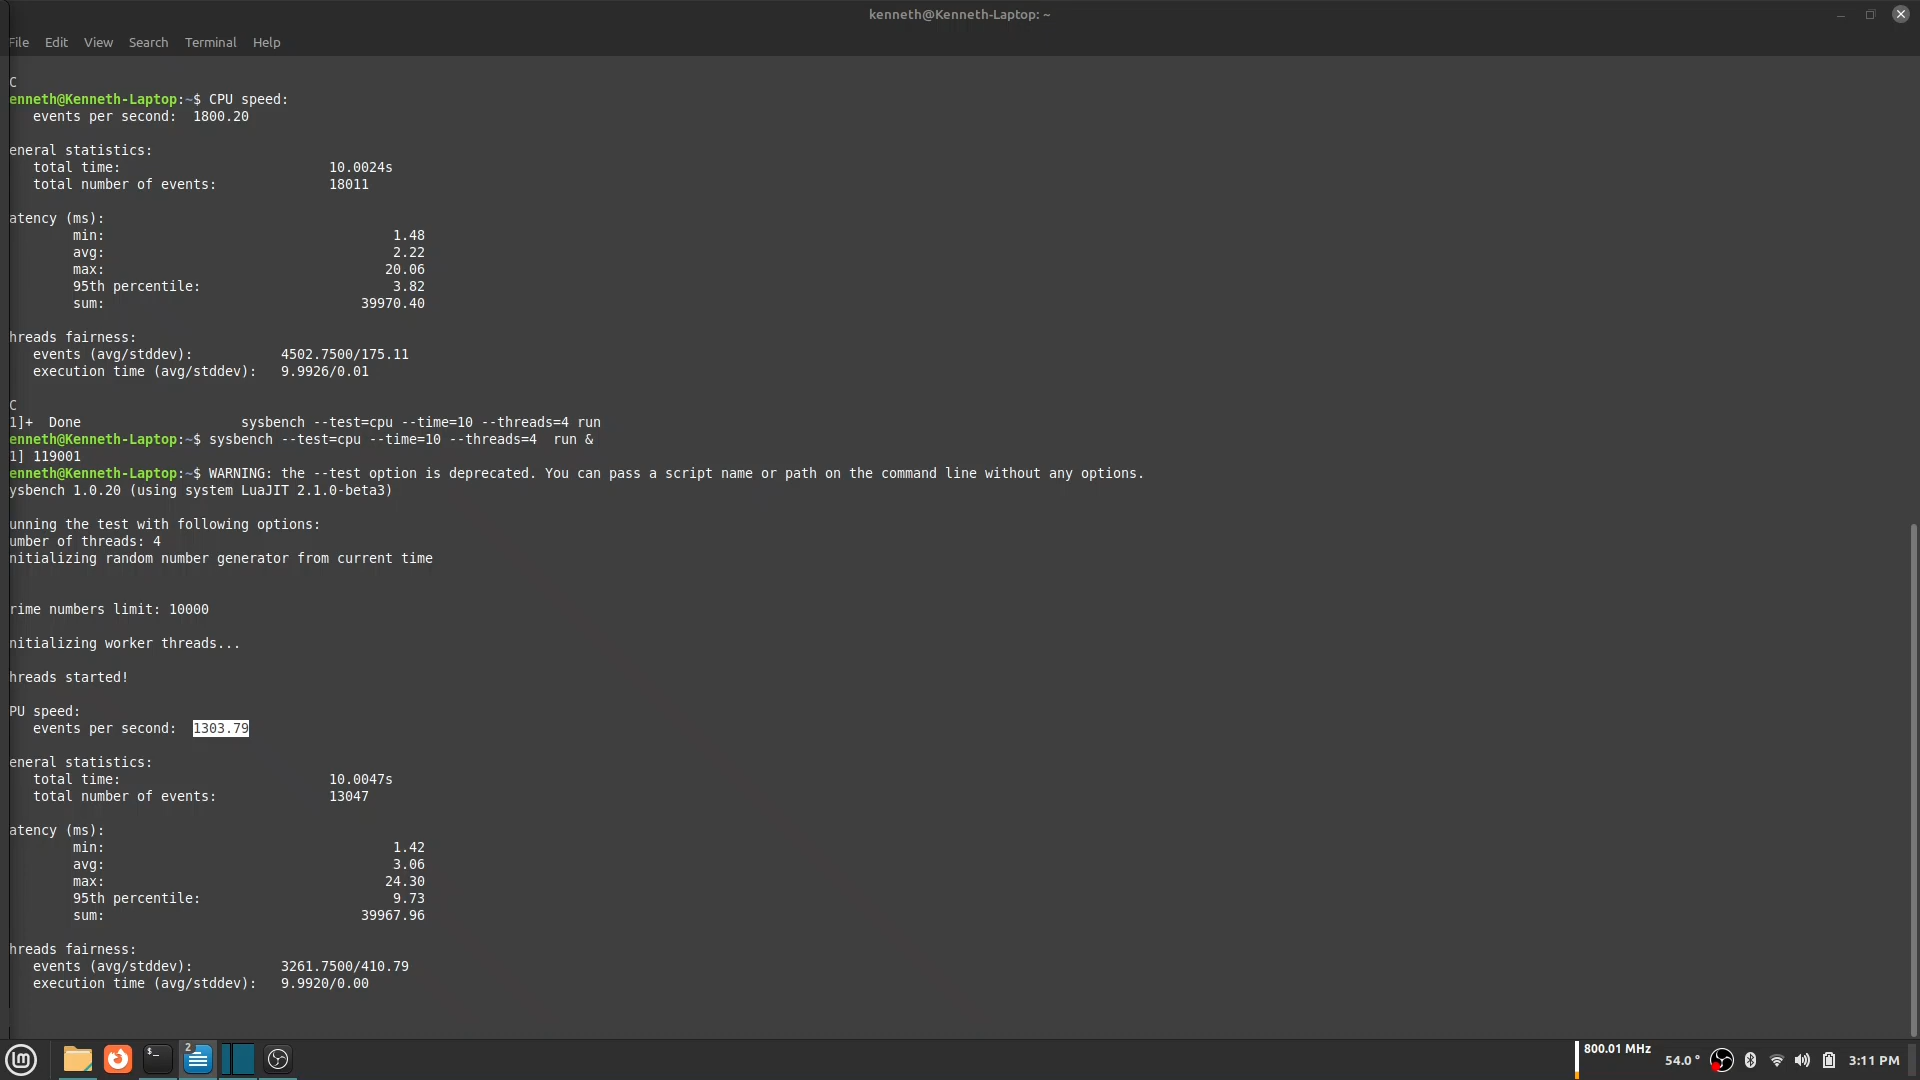 kenneth@Kenneth-Laptop: ~
File Edit View Search Terminal Help
C
enneth@Kenneth-Laptop:~$ CPU speed:
events per second: 1800.20
eneral statistics:
total time: 10.0024s
total number of events: 18011
atency (ms):
min: 1.48
avg: 2.22
max: 20.06
95th percentile: 3.82
sum: 39970.40
hreads fairness:
events (avg/stddev): 4502.7500/175.11
execution time (avg/stddev): 9.9926/0.01
C
1]+ Done sysbench --test=cpu --time=10 --threads=4 run
enneth@Kenneth-Laptop:~$ sysbench --test=cpu --time=10 --threads=4  run &
1] 119001
enneth@Kenneth-Laptop:~$ WARNING: the --test option is deprecated. You can pass a script name or path on the command line without any options.
ysbench 1.0.20 (using system LuaJIT 2.1.0-beta3)
unning the test with following options:
umber of threads: 4
nitializing random number generator from current time
rime numbers limit: 10000
nitializing worker threads...
hreads started!
PU speed:
events per second: 1303.79
eneral statistics:
total time: 10.0047s
total number of events: 13047
atency (ms):
min: 1.42
avg: 3.06
max: 24.30
95th percentile: 9.73
sum: 39967.96
hreads fairness:
events (avg/stddev): 3261.7500/410.79
execution time (avg/stddev): 9.9920/0.00
2
$_
800.01 MHz
54.0 °
3:11 PM